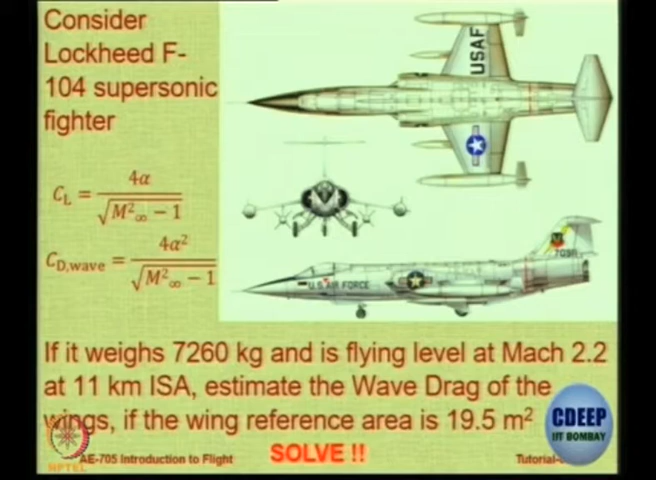 Consider
Lockheed F-
104 supersonic
fighter
C_L = 4α / √(M²∞ − 1)
C_D,wave = 4α² / √(M²∞ − 1)
USAF
U.S. AIR FORCE
If it weighs 7260 kg and is flying level at Mach 2.2
at 11 km ISA, estimate the Wave Drag of the
wings, if the wing reference area is 19.5 m²
SOLVE !!
CDEEP
IIT BOMBAY
NPTEL
AE-705 Introduction to Flight